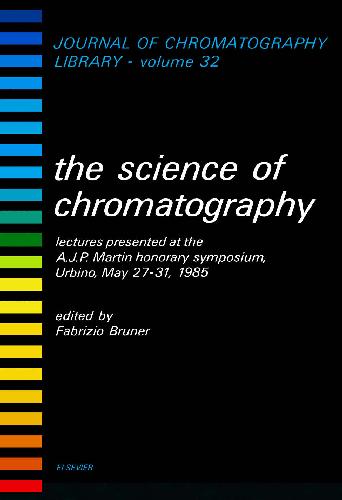 JOURNAL OF CHROMATOGRAPHY
LIBRARY - volume 32
the science of
chromatography
lectures presented at the
A.J.P. Martin honorary symposium,
Urbino, May 27-31, 1985
edited by
Fabrizio Bruner
ELSEVIER